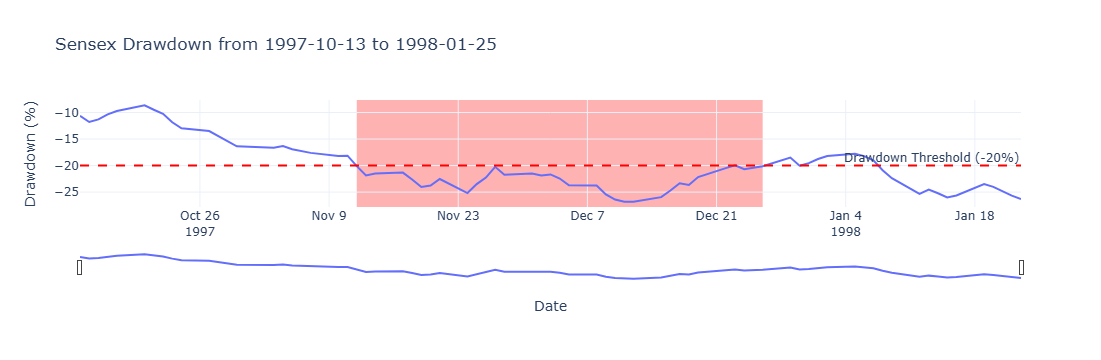 Sensex Drawdown from 1997-10-13 to 1998-01-25
Drawdown (%)
−10
−15
−20
−25
Drawdown Threshold (-20%)
Oct 26
1997
Nov 9
Nov 23
Dec 7
Dec 21
Jan 4
1998
Jan 18
Date